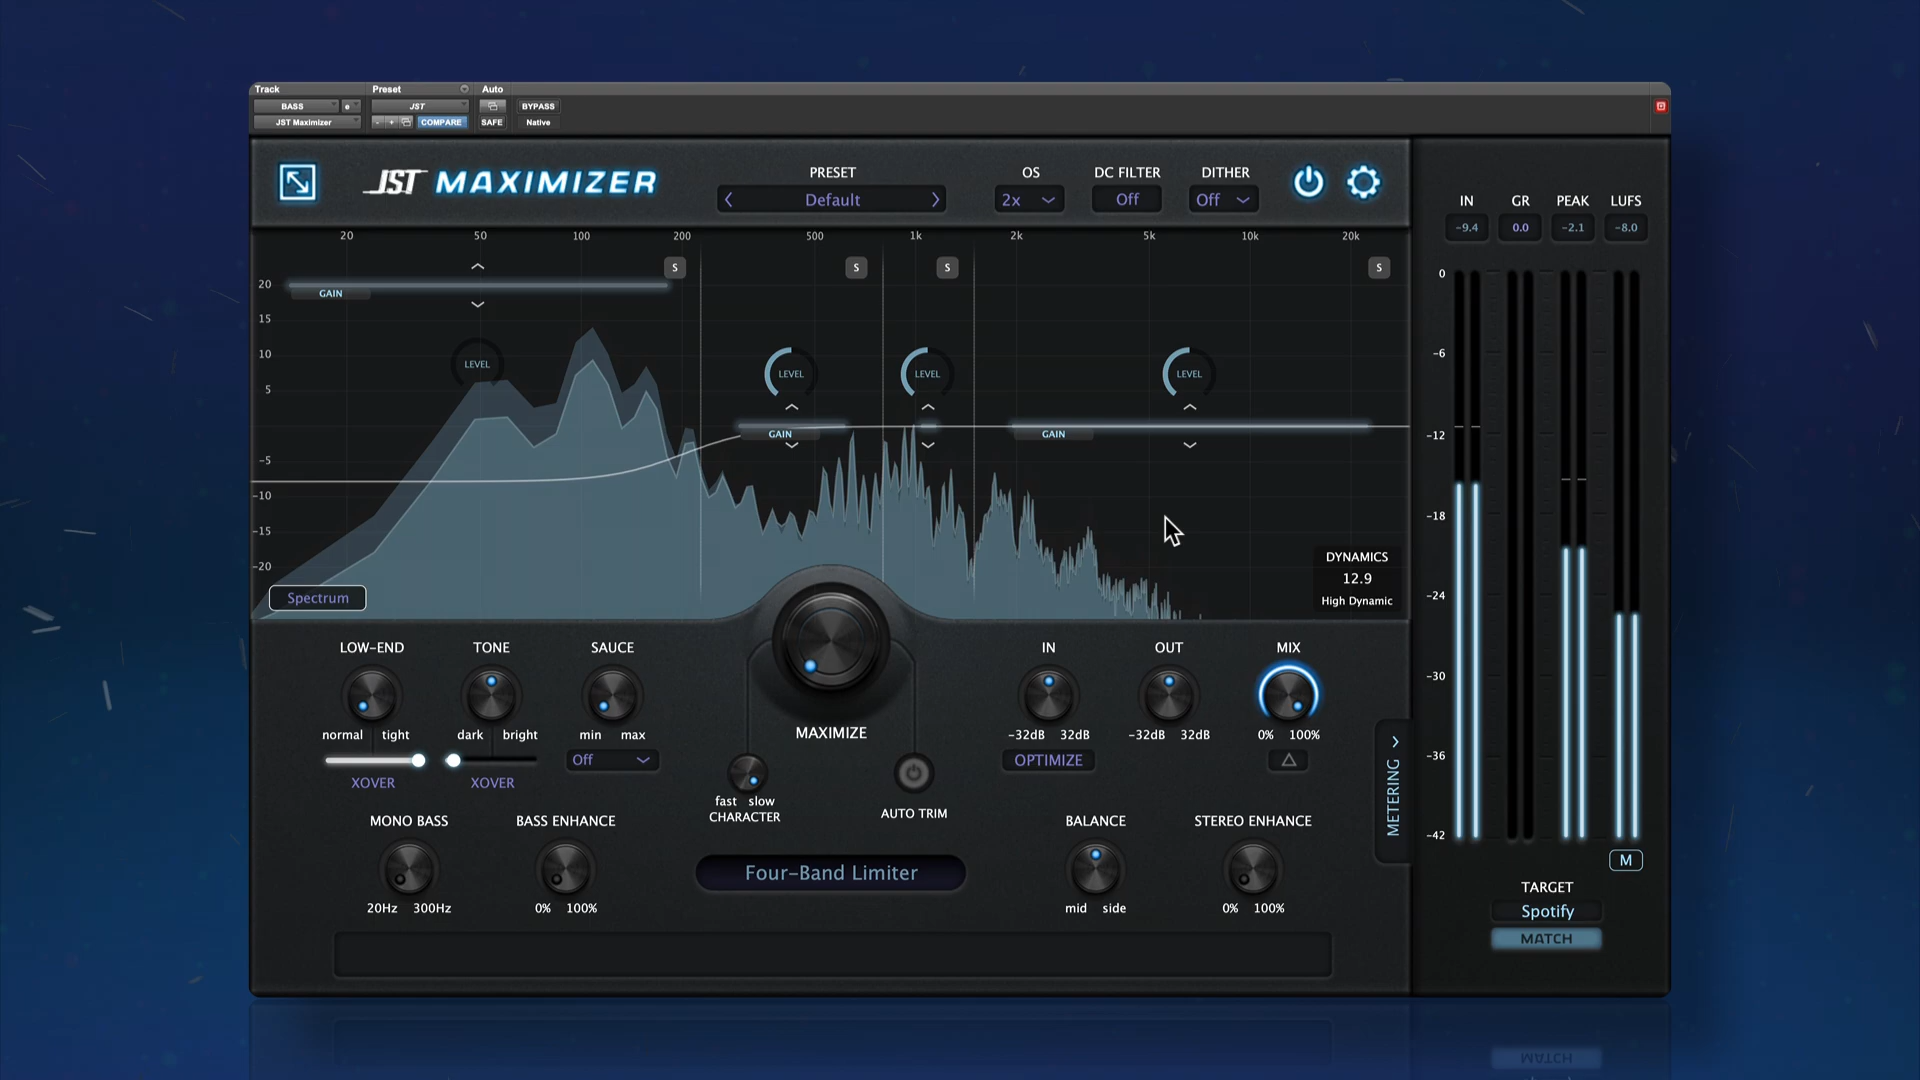 Track
Preset
Auto
BASS
e
JST
BYPASS
JST Maximizer
- +
COMPARE
SAFE
Native
JST MAXIMIZER
PRESET
Default
OS
2x
DC FILTER
Off
DITHER
Off
IN GR PEAK LUFS
-9.4 0.0 -2.1 -8.0
20 50 100 200 500 1k 2k 5k 10k 20k
S S S S
20
GAIN
15
10
5
LEVEL
LEVEL
LEVEL
LEVEL
GAIN
GAIN
-5
-10
-15
-20
Spectrum
DYNAMICS
12.9
High Dynamic
0
-6
-12
-18
-24
-30
-36
-42
LOW-END
normal tight
XOVER
TONE
dark bright
XOVER
SAUCE
min max
Off
MAXIMIZE
fast slow
CHARACTER
AUTO TRIM
IN
-32dB 32dB
OPTIMIZE
OUT
-32dB 32dB
MIX
0% 100%
METERING
MONO BASS
20Hz 300Hz
BASS ENHANCE
0% 100%
Four-Band Limiter
BALANCE
mid side
STEREO ENHANCE
0% 100%
M
TARGET
Spotify
MATCH